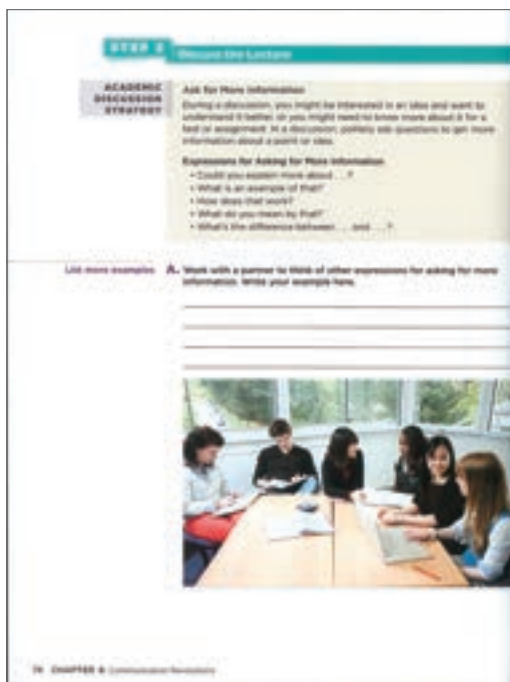 STEP 5
Discuss the Lecture
ACADEMIC
DISCUSSION
STRATEGY
Ask for More Information
During a discussion, you might be interested in an idea and want to
understand it better, or you might need to know more about it for a
test or assignment. In a discussion, politely ask questions to get more
information about a point or idea.
Expressions for Asking for More Information
• Could you explain more about . . . ?
• What is an example of that?
• How does that work?
• What do you mean by that?
• What's the difference between . . . and . . . ?
List more examples
A. Work with a partner to think of other expressions for asking for more
information. Write your example here.
CHAPTER Communication Revolutions